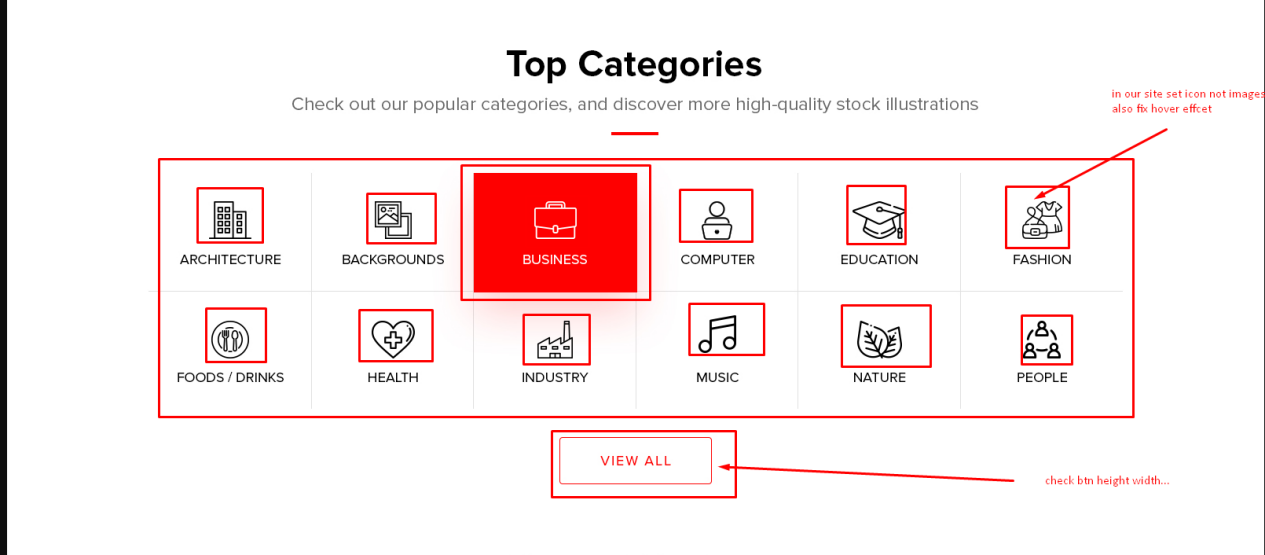 Top Categories
Check out our popular categories, and discover more high-quality stock illustrations
in our site set icon not images
also fix hover effcet
ARCHITECTURE
BACKGROUNDS
BUSINESS
COMPUTER
EDUCATION
FASHION
FOODS / DRINKS
HEALTH
INDUSTRY
MUSIC
NATURE
PEOPLE
VIEW ALL
check btn height width...